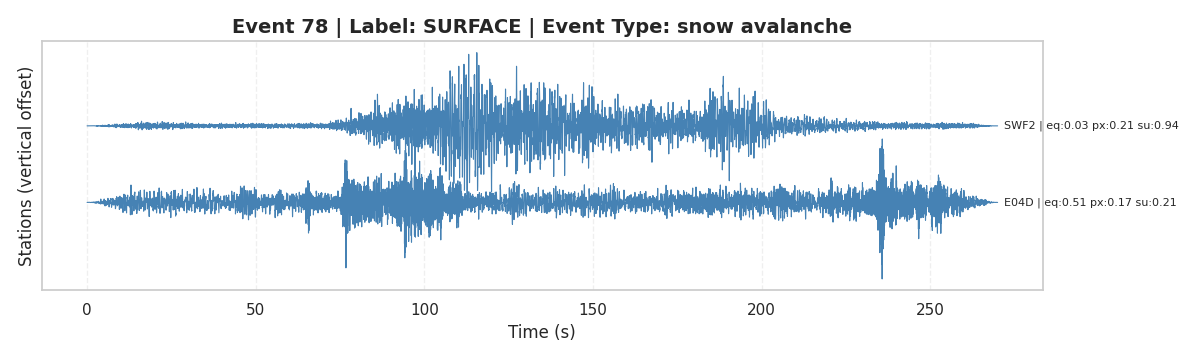 Event 78 | Label: SURFACE | Event Type: snow avalanche
Stations (vertical offset)
SWF2 | eq:0.03 px:0.21 su:0.94
E04D | eq:0.51 px:0.17 su:0.21
0 50 100 150 200 250
Time (s)